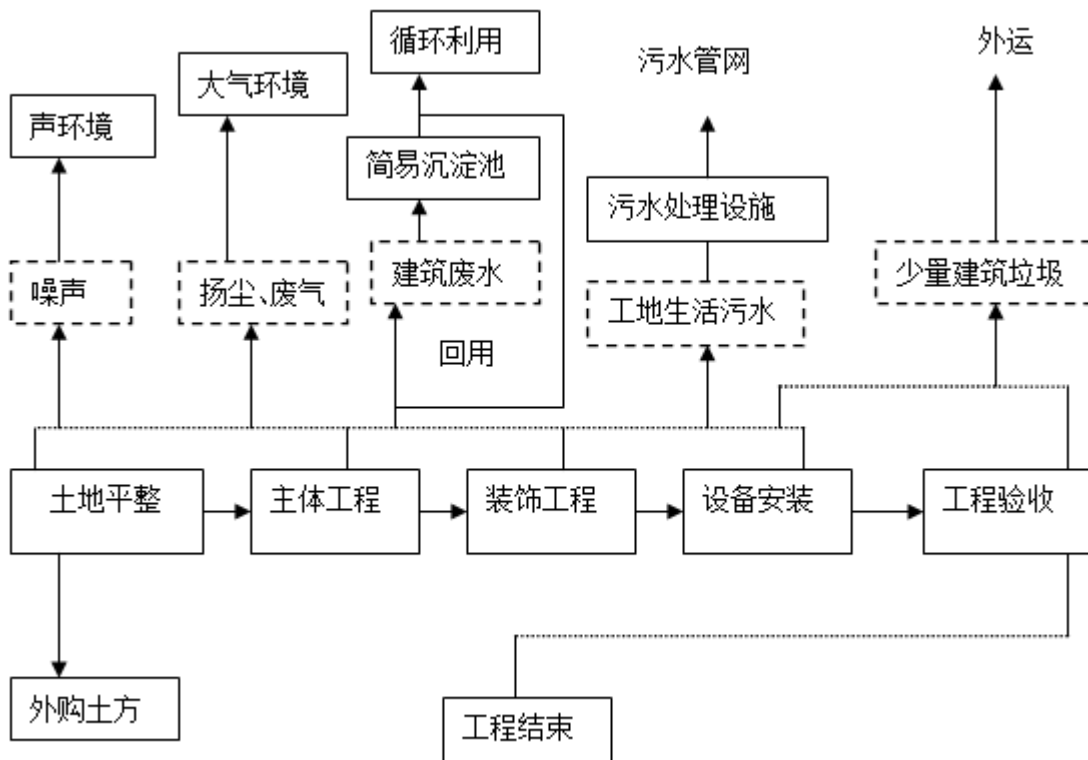 循环利用
污水管网
外运
大气环境
声环境
简易沉淀池
污水处理设施
建筑废水
少量建筑垃圾
噪声
扬尘、废气
工地生活污水
回用
土地平整
主体工程
装饰工程
设备安装
工程验收
外购土方
工程结束